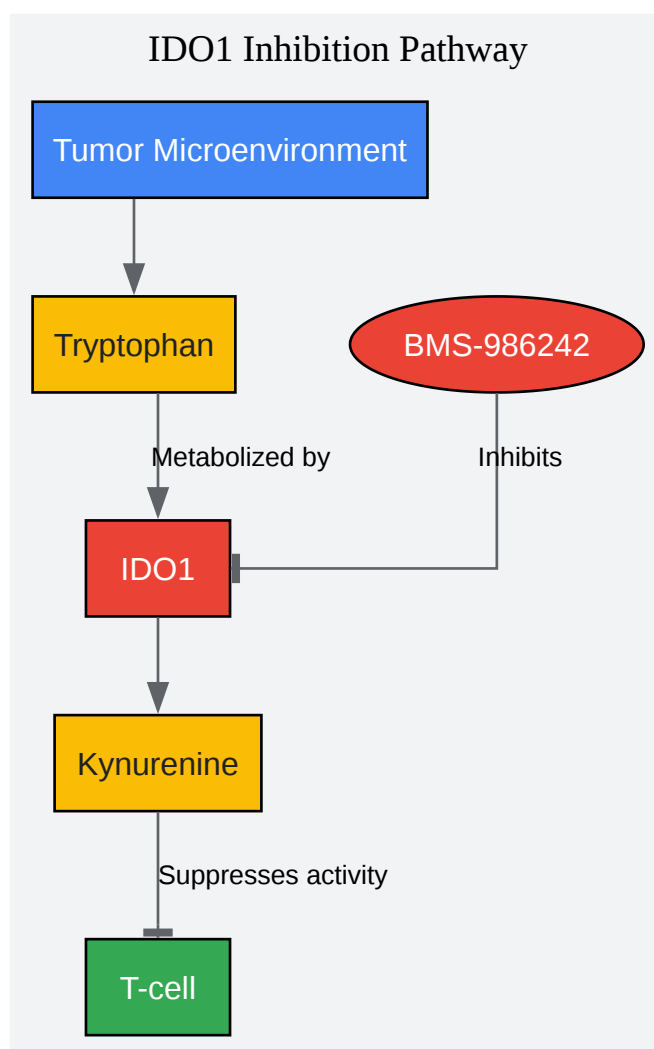 IDO1 Inhibition Pathway
Tumor Microenvironment
Tryptophan
BMS-986242
Metabolized by
Inhibits
IDO1
Kynurenine
Suppresses activity
T-cell